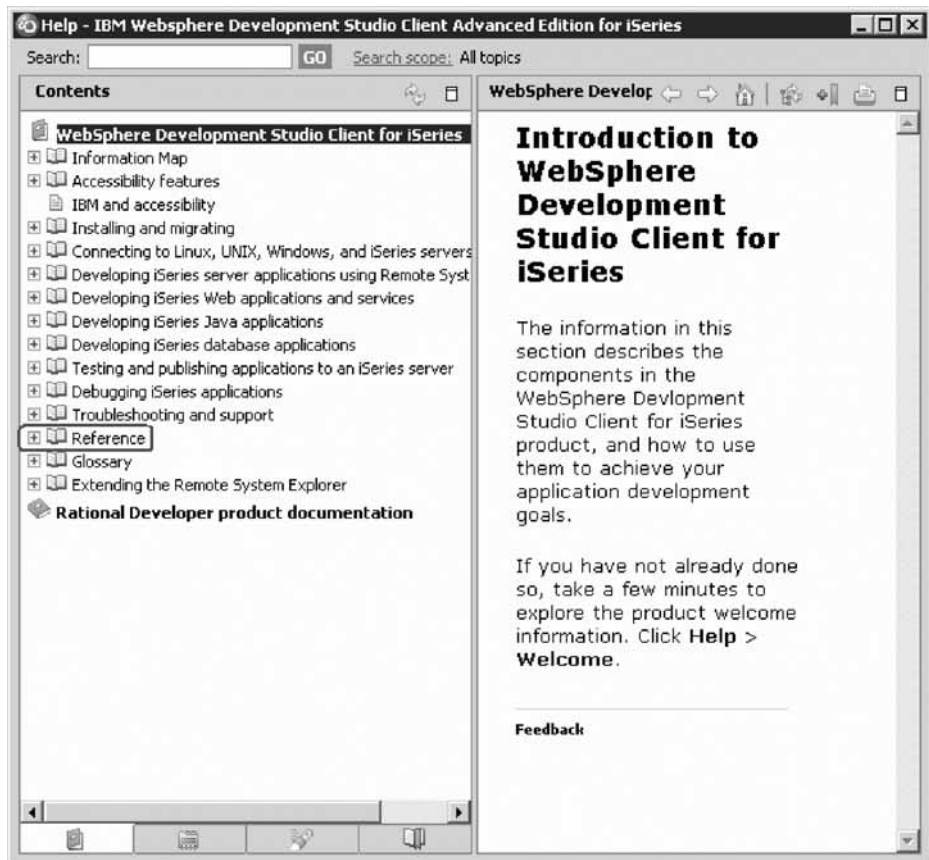 Help - IBM Websphere Development Studio Client Advanced Edition for iSeries
Search: GO Search scope: All topics
Contents
WebSphere Development Studio Client for iSeries
Information Map
Accessibility features
IBM and accessibility
Installing and migrating
Connecting to Linux, UNIX, Windows, and iSeries servers
Developing iSeries server applications using Remote Syst
Developing iSeries Web applications and services
Developing iSeries Java applications
Developing iSeries database applications
Testing and publishing applications to an iSeries server
Debugging iSeries applications
Troubleshooting and support
Reference
Glossary
Extending the Remote System Explorer
Rational Developer product documentation
WebSphere Develop
Introduction to
WebSphere
Development
Studio Client for
iSeries
The information in this
section describes the
components in the
WebSphere Devlopment
Studio Client for iSeries
product, and how to use
them to achieve your
application development
goals.
If you have not already done
so, take a few minutes to
explore the product welcome
information. Click Help >
Welcome.
Feedback